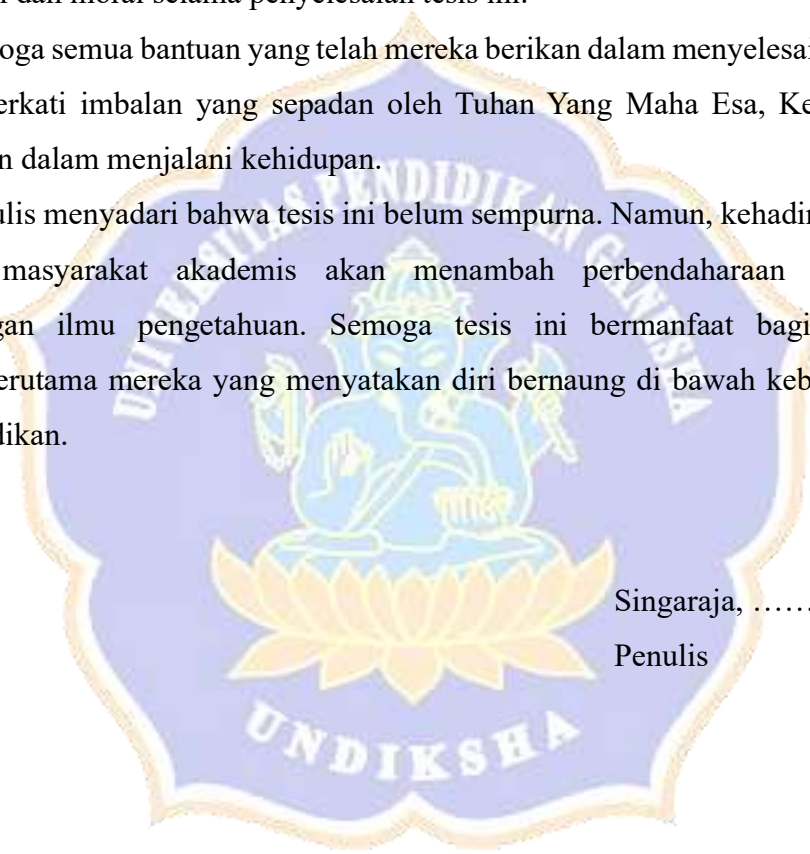 i dan moral selama penyelesaian tesis ini.
oga semua bantuan yang telah mereka berikan dalam menyelesai
erkati imbalan yang sepadan oleh Tuhan Yang Maha Esa, Ke
n dalam menjalani kehidupan.
ulis menyadari bahwa tesis ini belum sempurna. Namun, kehadir
masyarakat akademis akan menambah perbendaharaan
gan ilmu pengetahuan. Semoga tesis ini bermanfaat bagi
erutama mereka yang menyatakan diri bernaung di bawah keb
dikan.
UNIVERSITAS PENDIDIKAN GANESHA
Singaraja, ……
Penulis
UNDIKSHA